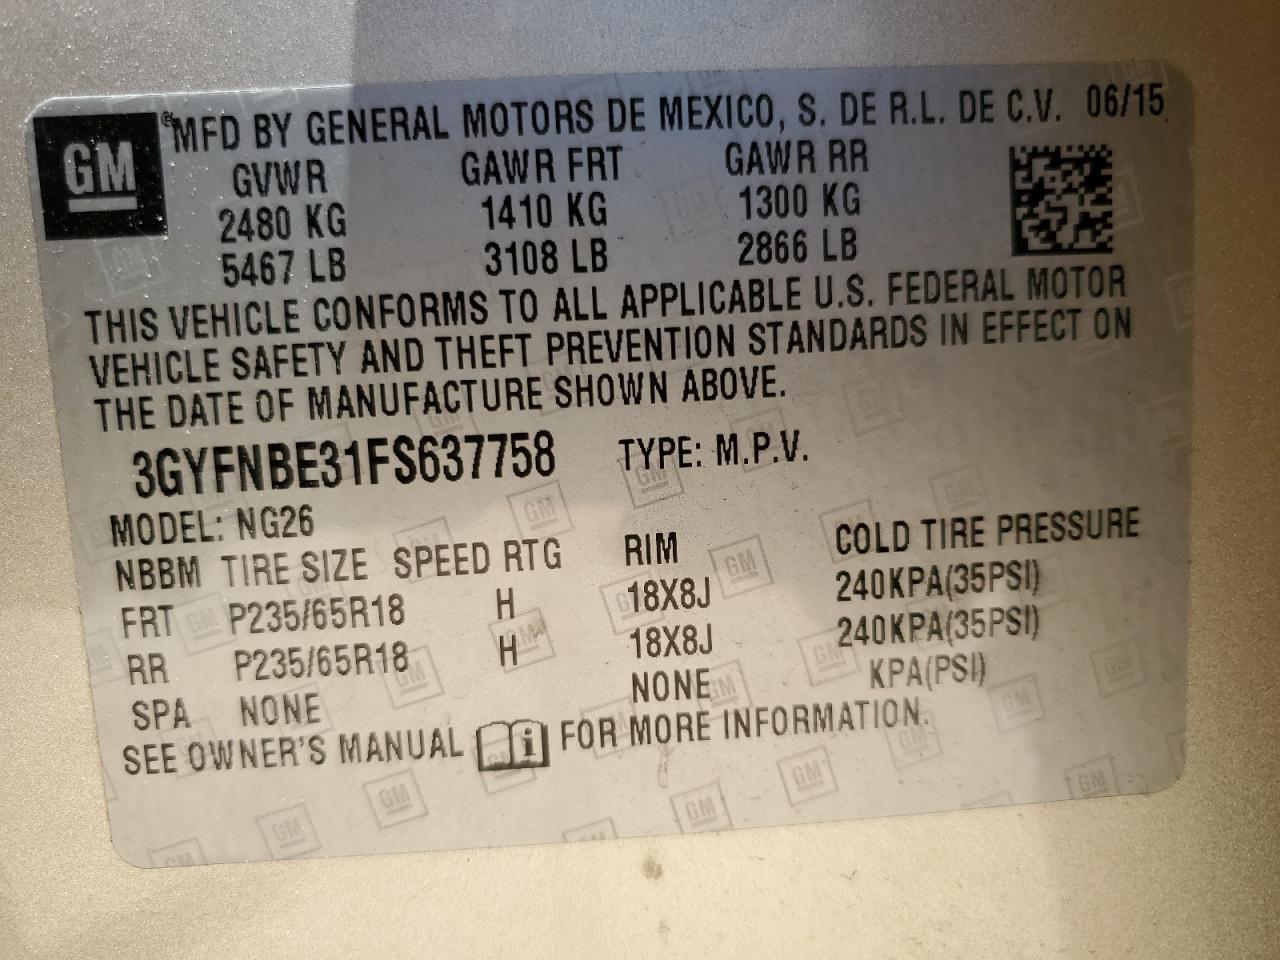 GM
® MFD BY GENERAL MOTORS DE MEXICO, S. DE R.L. DE C.V. 06/15
GVWR GAWR FRT GAWR RR
2480 KG 1410 KG 1300 KG
5467 LB 3108 LB 2866 LB
THIS VEHICLE CONFORMS TO ALL APPLICABLE U.S. FEDERAL MOTOR
VEHICLE SAFETY AND THEFT PREVENTION STANDARDS IN EFFECT ON
THE DATE OF MANUFACTURE SHOWN ABOVE.
3GYFNBE31FS637758 TYPE: M.P.V.
MODEL: NG26
NBBM TIRE SIZE SPEED RTG RIM COLD TIRE PRESSURE
FRT P235/65R18 H 18X8J 240KPA(35PSI)
RR P235/65R18 H 18X8J 240KPA(35PSI)
SPA NONE NONE KPA(PSI)
SEE OWNER'S MANUAL i FOR MORE INFORMATION.